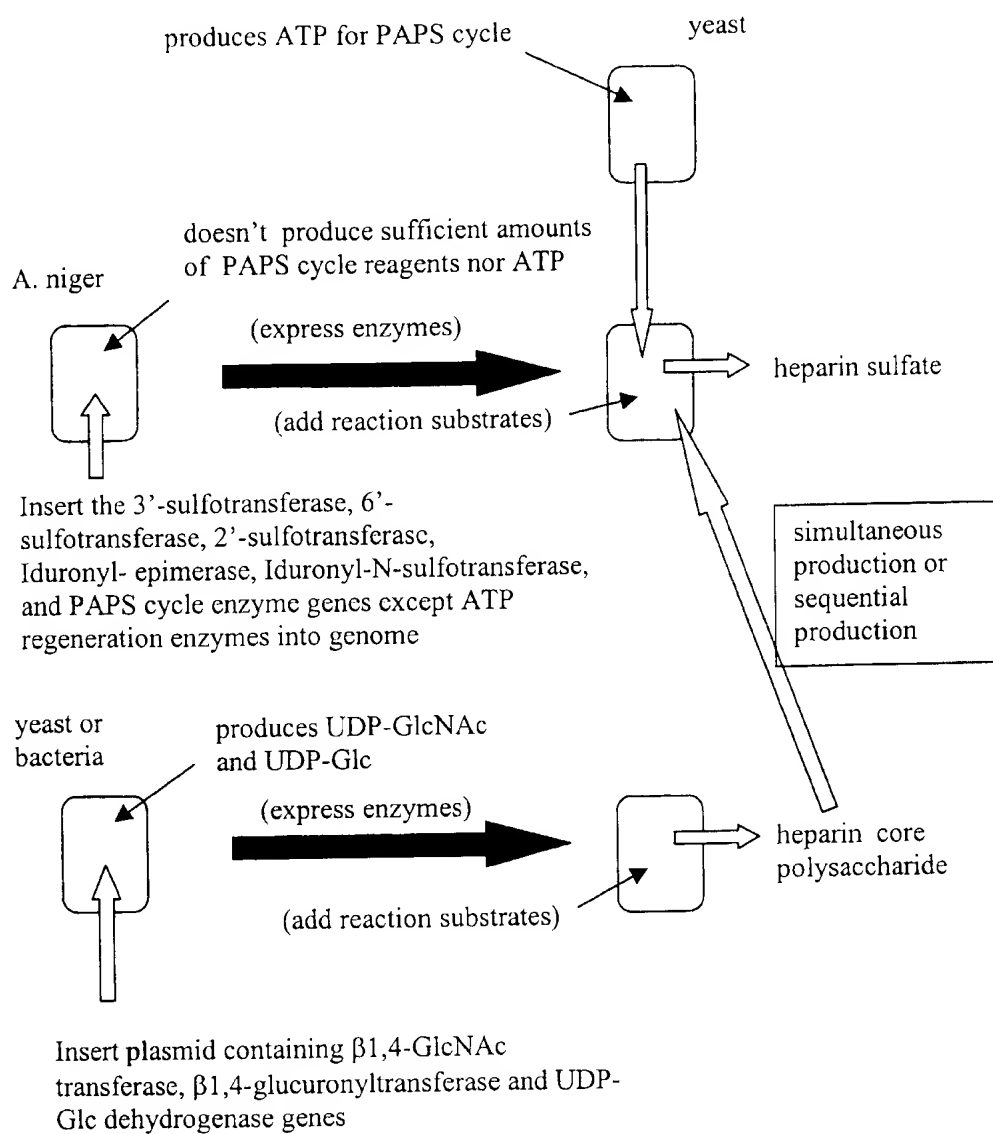 produces ATP for PAPS cycle
yeast
doesn't produce sufficient amounts
of PAPS cycle reagents nor ATP
A. niger
(express enzymes)
heparin sulfate
(add reaction substrates)
Insert the 3'-sulfotransferase, 6'-
sulfotransferase, 2'-sulfotransferase,
Iduronyl- epimerase, Iduronyl-N-sulfotransferase,
and PAPS cycle enzyme genes except ATP
regeneration enzymes into genome
simultaneous
production or
sequential
production
yeast or
bacteria
produces UDP-GlcNAc
and UDP-Glc
(express enzymes)
heparin core
polysaccharide
(add reaction substrates)
Insert plasmid containing β1,4-GlcNAc
transferase, β1,4-glucuronyltransferase and UDP-
Glc dehydrogenase genes